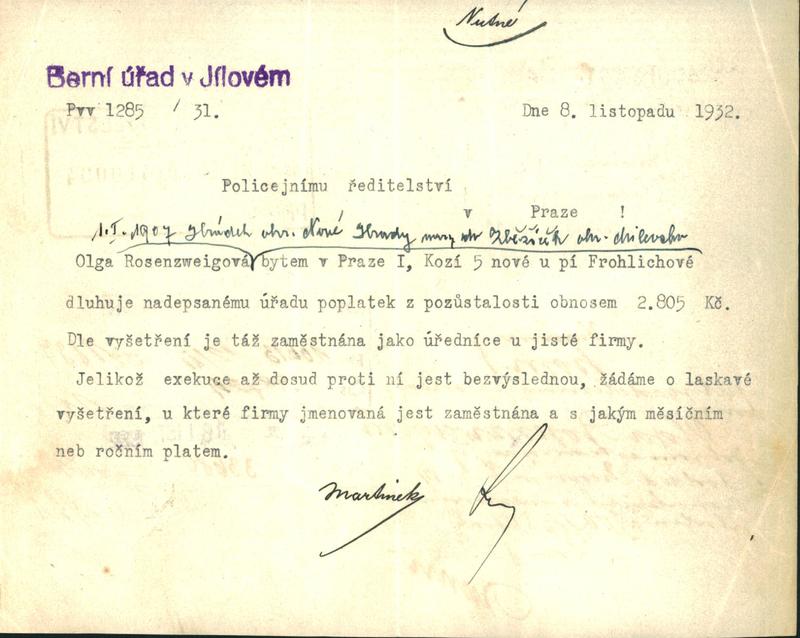 Nutné
Berní úřad v Jílovém
Pvv 1285 / 31.
Dne 8. listopadu 1932.
Policejnímu ředitelství
v Praze !
1.I. 1907 okr. Nové Hrady okr. Milevsko
Olga Rosenzweigová bytem v Praze I, Kozí 5 nové u pí Frohlichové
dluhuje nadepsanému úřadu poplatek z pozůstalosti obnosem 2.805 Kč.
Dle vyšetření je táž zaměstnána jako úřednice u jisté firmy.
Jelikož exekuce až dosud proti ní jest bezvýslednou, žádáme o laskavé
vyšetření, u které firmy jmenovaná jest zaměstnána a s jakým měsíčním
neb ročním platem.
Martinek